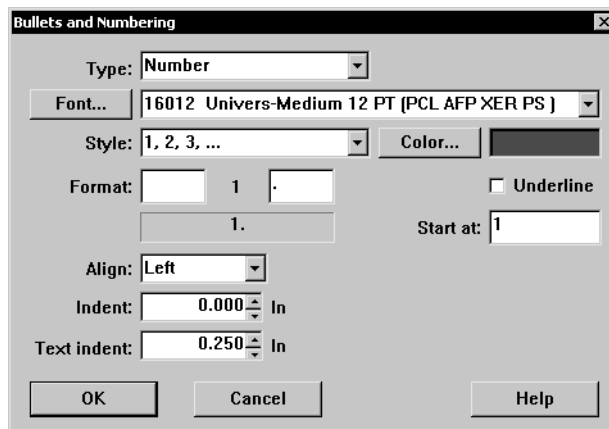 Bullets and Numbering
Type: Number
Font... 16012 Univers-Medium 12 PT (PCL AFP XER PS )
Style: 1, 2, 3, ... Color...
Format: 1 . Underline
1. Start at: 1
Align: Left
Indent: 0.000 In
Text indent: 0.250 In
OK Cancel Help